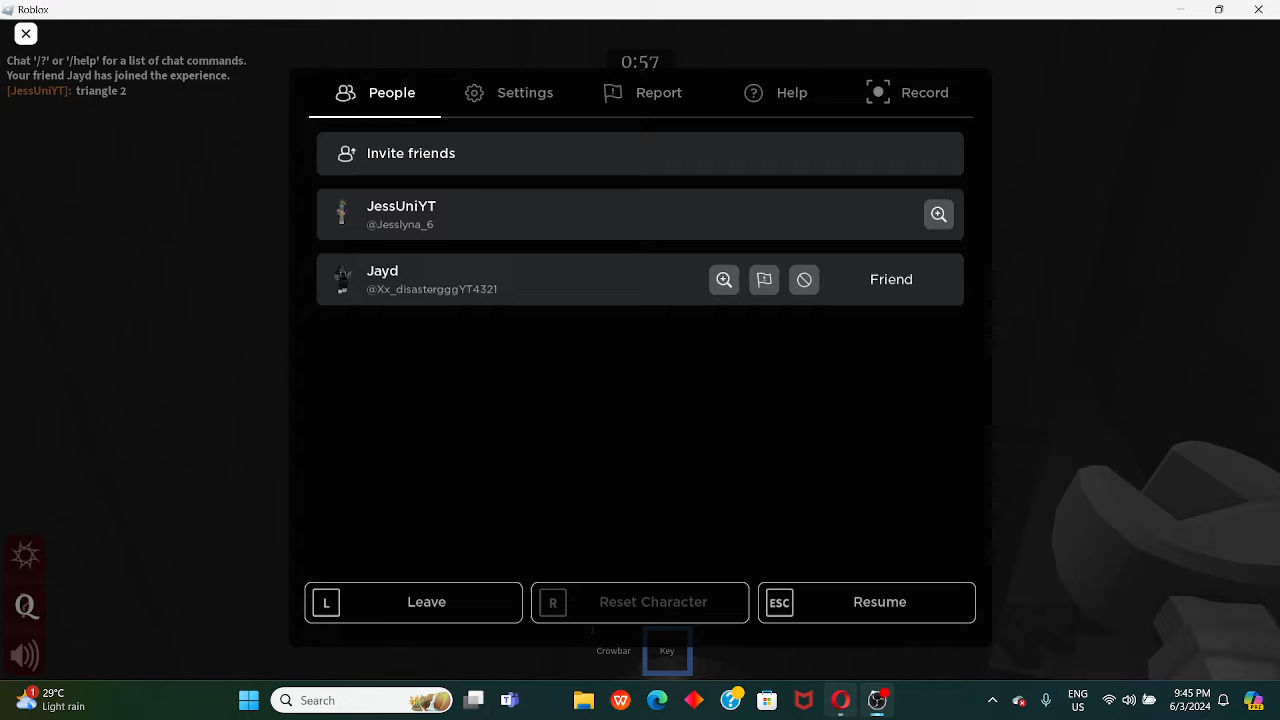 Roblox
Chat '/?' or '/help' for a list of chat commands.
Your friend Jayd has joined the experience.
[JessUniYT]: triangle 2
0:57
People
Settings
Report
Help
Record
Invite friends
JessUniYT
@Jesslyna_6
Jayd
@Xx_disastergggYT4321
Friend
L
Leave
R
Reset Character
ESC
Resume
Q
1
Crowbar
Key
1
29°C
Light rain
Search
ENG
US
9:45 PM
6/3/2024